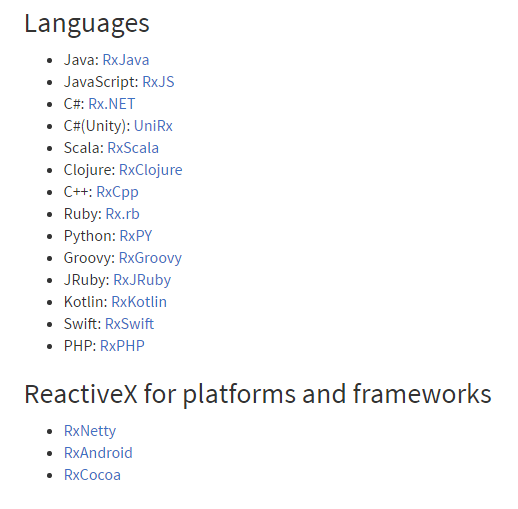 Languages
Java: RxJava
JavaScript: RxJS
C#: Rx.NET
C#(Unity): UniRx
Scala: RxScala
Clojure: RxClojure
C++: RxCpp
Ruby: Rx.rb
Python: RxPY
Groovy: RxGroovy
JRuby: RxJRuby
Kotlin: RxKotlin
Swift: RxSwift
PHP: RxPHP
ReactiveX for platforms and frameworks
RxNetty
RxAndroid
RxCocoa